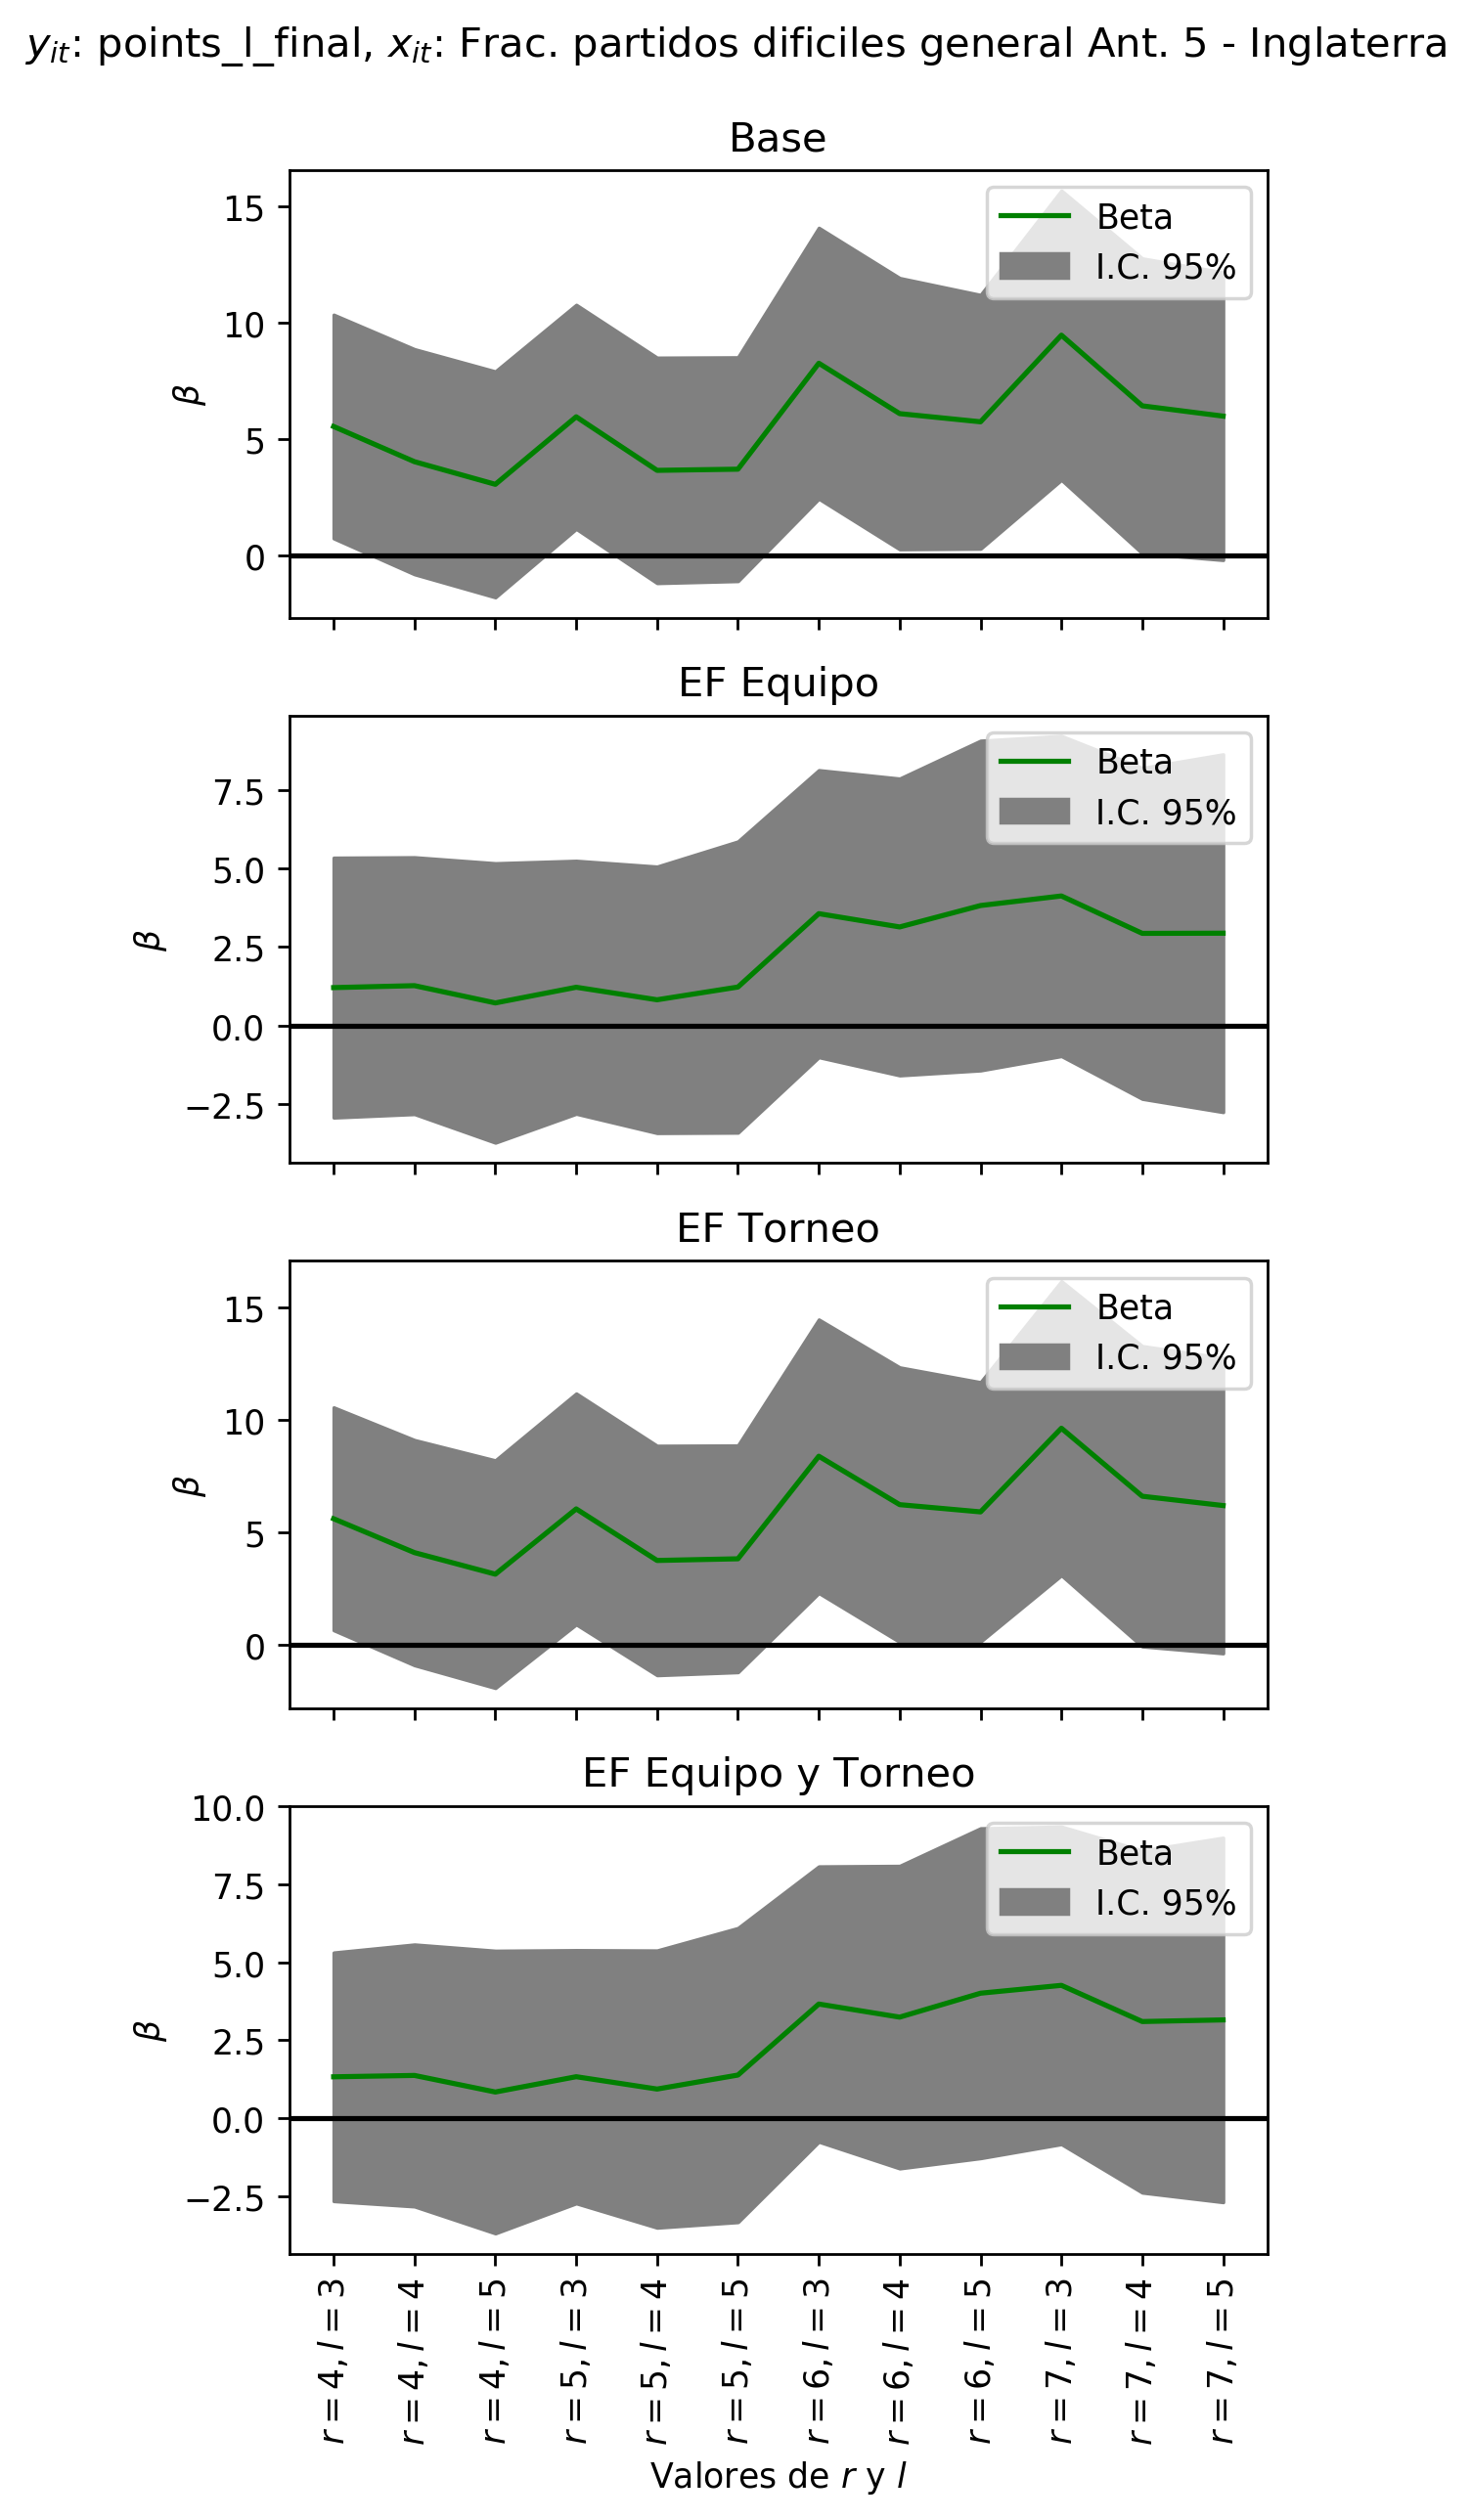 y_it: points_l_final, x_it: Frac. partidos dificiles general Ant. 5 - Inglaterra
Base
15
10
5
0
β
Beta
I.C. 95%
EF Equipo
7.5
5.0
2.5
0.0
−2.5
β
Beta
I.C. 95%
EF Torneo
15
10
5
0
β
Beta
I.C. 95%
EF Equipo y Torneo
10.0
7.5
5.0
2.5
0.0
−2.5
β
Beta
I.C. 95%
r = 4, l = 3
r = 4, l = 4
r = 4, l = 5
r = 5, l = 3
r = 5, l = 4
r = 5, l = 5
r = 6, l = 3
r = 6, l = 4
r = 6, l = 5
r = 7, l = 3
r = 7, l = 4
r = 7, l = 5
Valores de r y l